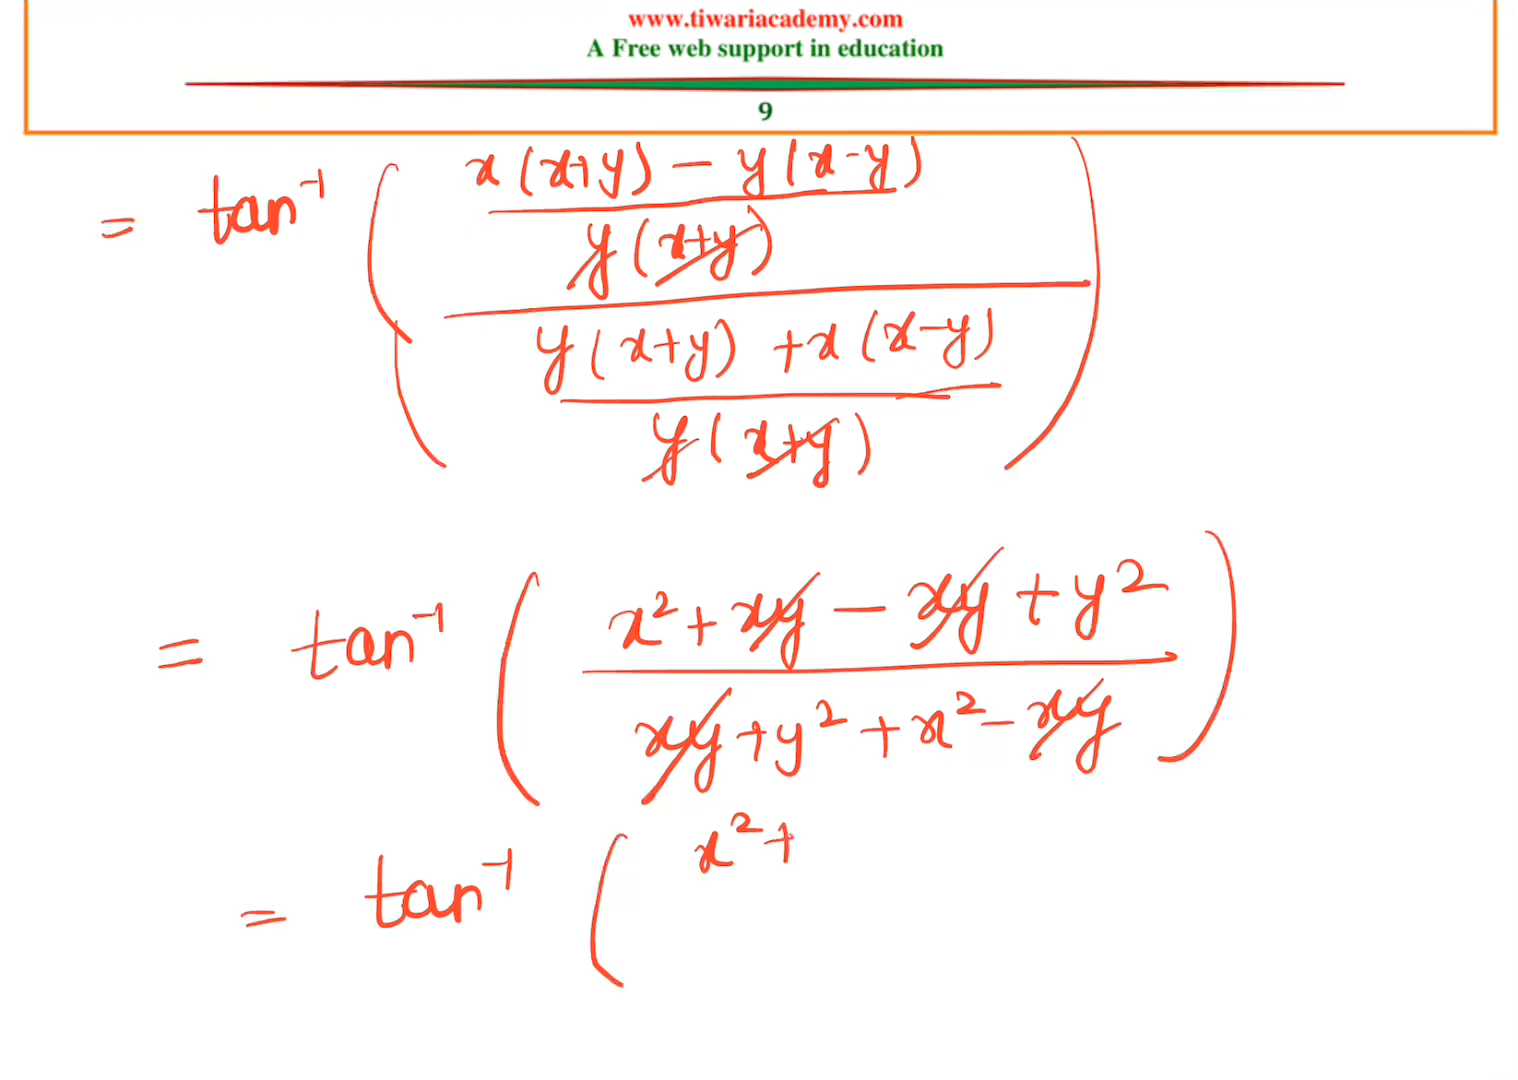 www.tiwariacademy.com
A Free web support in education
9
= tan⁻¹ (
x(x+y) − y(x-y)
y(x+y)
y(x+y) +x(x−y)
y(x+y)
)
= tan⁻¹ (
x²+xy − xy + y²
xy+y²+x²−xy
)
= tan⁻¹ ( x²+